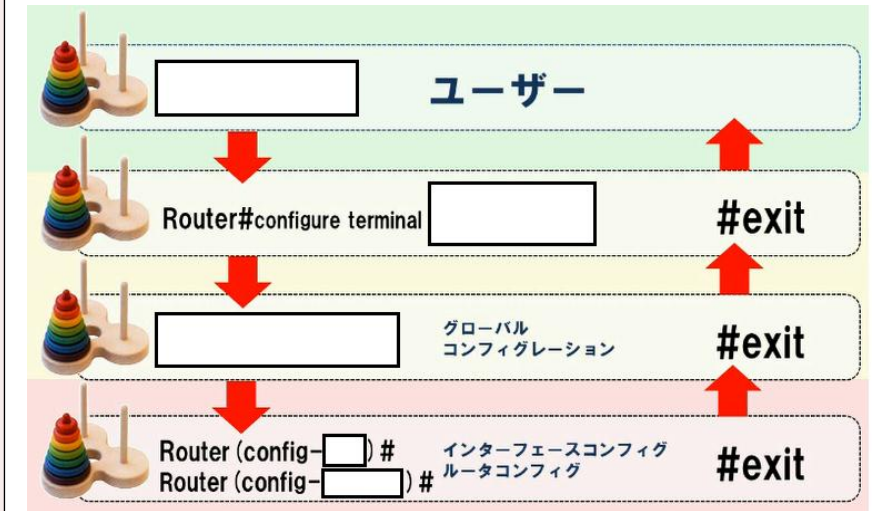 ユーザー
Router#configure terminal
#exit
グローバル
コンフィグレーション
#exit
Router(config-)#
Router(config-)#
インターフェースコンフィグ
ルータコンフィグ
#exit